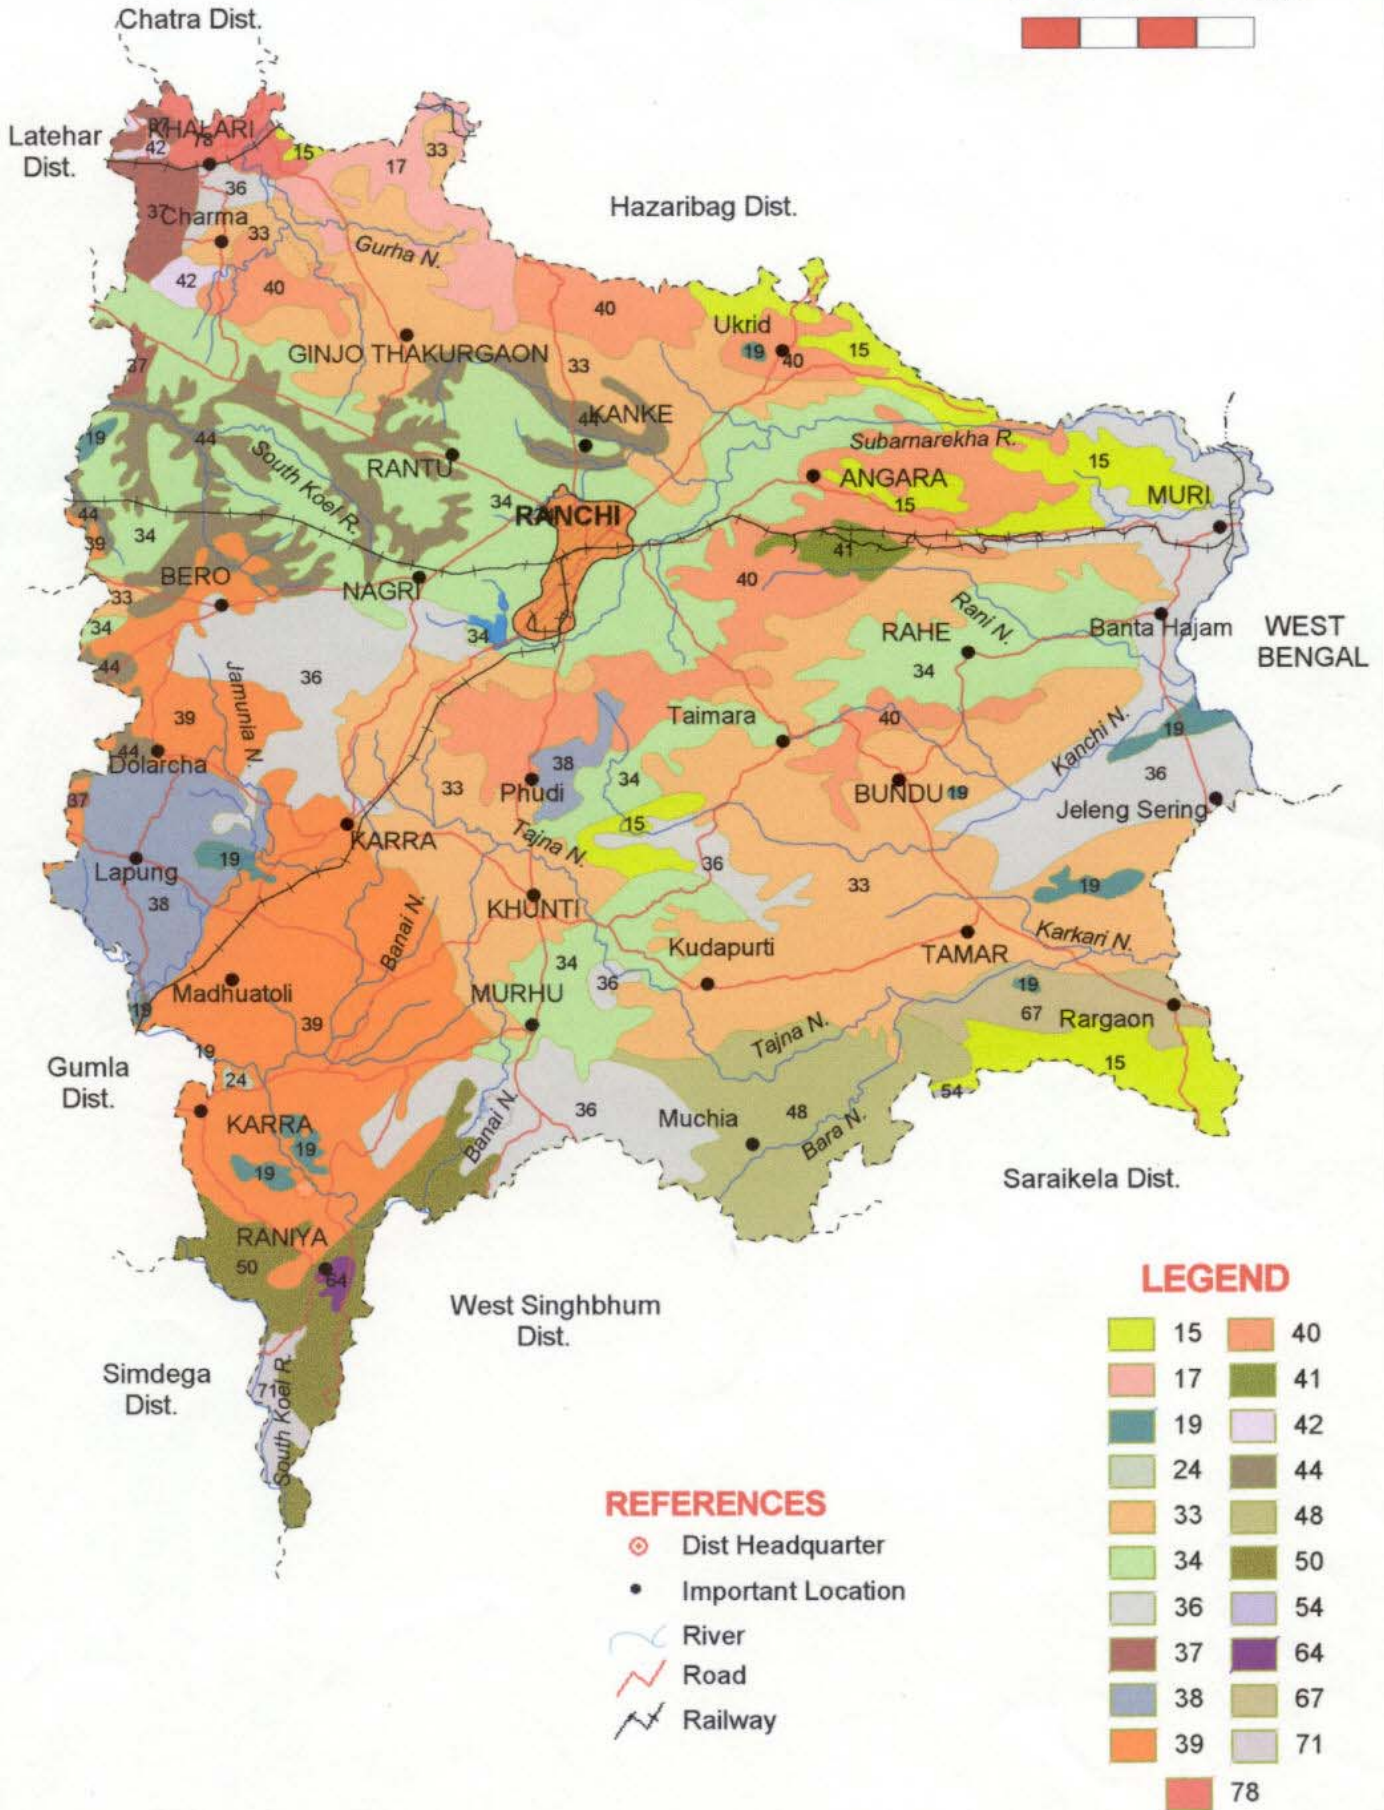 Chatra Dist.
Latehar
Dist.
KHALARI
37
78
42
15
17
33
36
Hazaribag Dist.
37
Charma
33
Gurha N.
42
40
40
Ukrid
GINJO THAKURGAON
19
40
15
37
33
44
KANKE
19
44
South Koel R.
RANTU
Subarnarekha R.
15
ANGARA
MURI
34
RANCHI
15
44
34
39
41
BERO
NAGRI
40
33
Rani N.
34
34
RAHE
Banta Hajam
WEST
BENGAL
44
36
34
Jamunia N.
39
Taimara
40
19
44
Dolarcha
38
34
Kanchi N.
36
37
33
Phudi
BUNDU
19
Jeleng Sering
KARRA
Tajna N.
15
19
36
Lapung
33
19
38
KHUNTI
Banai N.
Kudapurti
TAMAR
Karkari N.
34
36
Madhuatoli
MURHU
19
19
39
67
Rargaon
Tajna N.
19
15
Gumla
Dist.
24
54
KARRA
36
Muchia
48
Banai N.
Bara N.
19
19
Saraikela Dist.
RANIYA
50
64
West Singhbhum
Dist.
Simdega
Dist.
71
South Koel R.
REFERENCES
Dist Headquarter
Important Location
River
Road
Railway
LEGEND
15 40
17 41
19 42
24 44
33 48
34 50
36 54
37 64
38 67
39 71
78